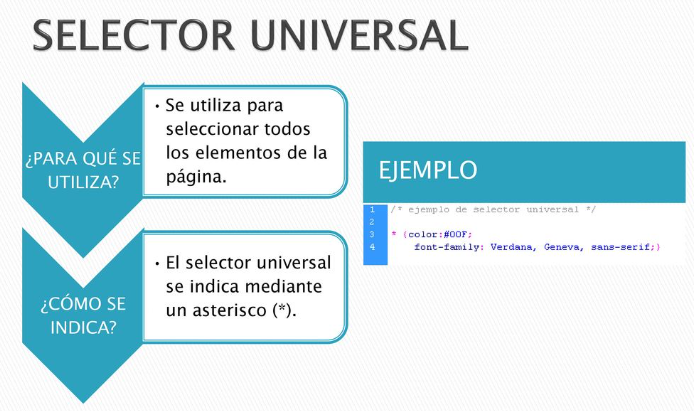 SELECTOR UNIVERSAL
¿PARA QUÉ SE
UTILIZA?
• Se utiliza para
seleccionar todos
los elementos de la
página.
¿CÓMO SE
INDICA?
• El selector universal
se indica mediante
un asterisco (*).
EJEMPLO
1 /* ejemplo de selector universal */
2
3 * {color:#00F;
4 font-family: Verdana, Geneva, sans-serif;}